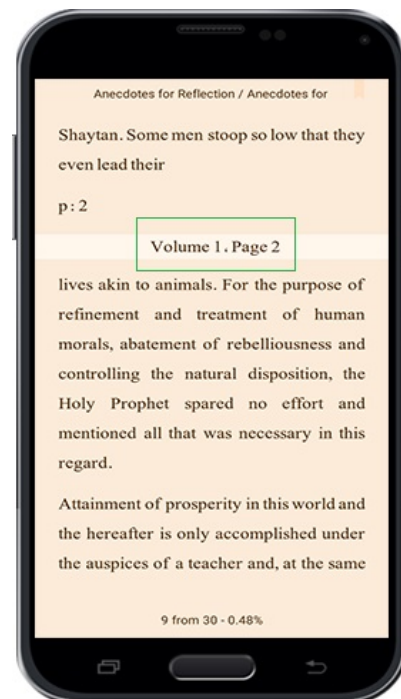 Anecdotes for Reflection / Anecdotes for
Shaytan. Some men stoop so low that they
even lead their
p: 2
Volume 1. Page 2
lives akin to animals. For the purpose of
refinement and treatment of human
morals, abatement of rebelliousness and
controlling the natural disposition, the
Holy Prophet spared no effort and
mentioned all that was necessary in this
regard.
Attainment of prosperity in this world and
the hereafter is only accomplished under
the auspices of a teacher and, at the same
9 from 30 - 0.48%